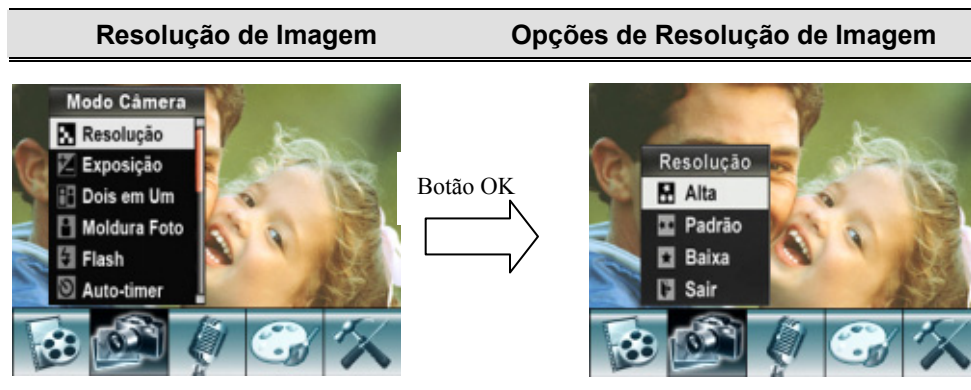 Resolução de Imagem
Opções de Resolução de Imagem
Modo Câmera
Resolução
Exposição
Dois em Um
Moldura Foto
Flash
Auto-timer
Botão OK
Resolução
Alta
Padrão
Baixa
Sair